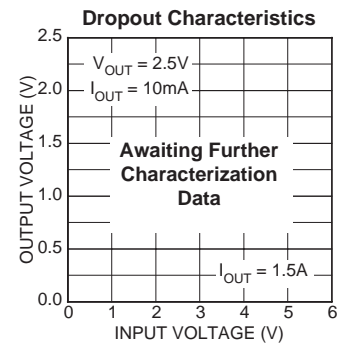 Dropout Characteristics
2.5
2.0
1.5
1.0
0.5
0.0
OUTPUT VOLTAGE (V)
V_OUT = 2.5V
I_OUT = 10mA
Awaiting Further
Characterization
Data
I_OUT = 1.5A
0 1 2 3 4 5 6
INPUT VOLTAGE (V)